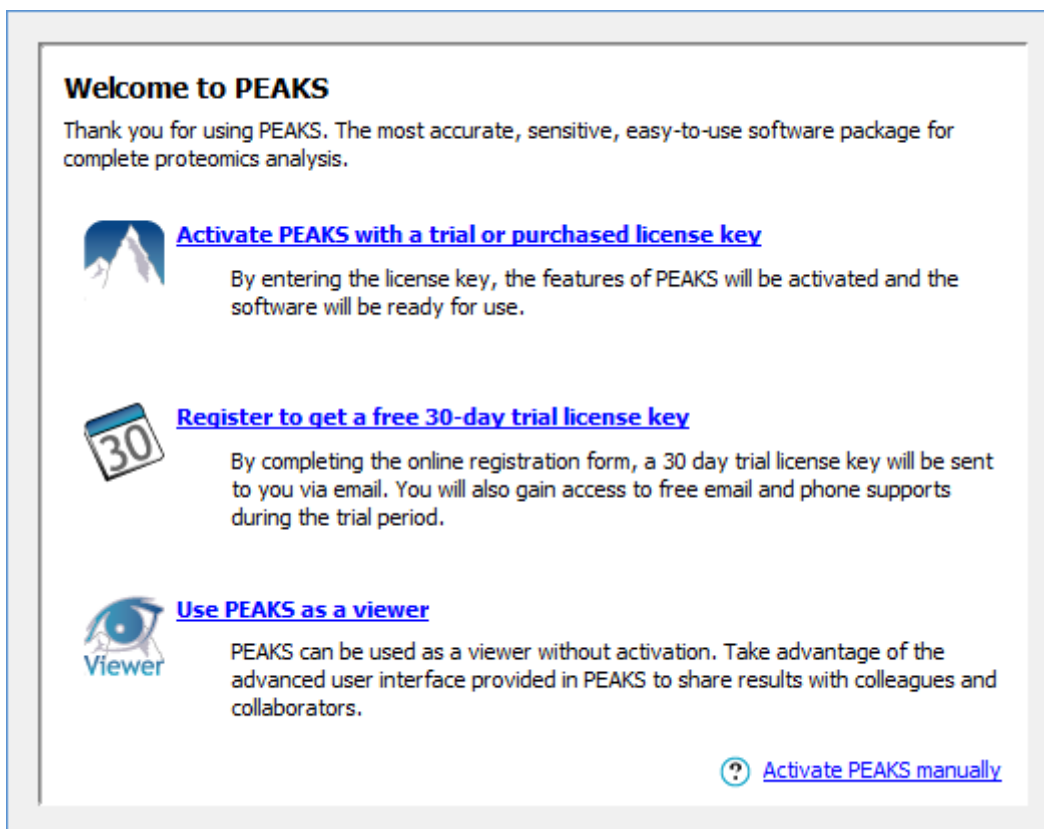 Welcome to PEAKS
Thank you for using PEAKS. The most accurate, sensitive, easy-to-use software package for
complete proteomics analysis.
Activate PEAKS with a trial or purchased license key
By entering the license key, the features of PEAKS will be activated and the
software will be ready for use.
30
Register to get a free 30-day trial license key
By completing the online registration form, a 30 day trial license key will be sent
to you via email. You will also gain access to free email and phone supports
during the trial period.
Use PEAKS as a viewer
Viewer
PEAKS can be used as a viewer without activation. Take advantage of the
advanced user interface provided in PEAKS to share results with colleagues and
collaborators.
? Activate PEAKS manually